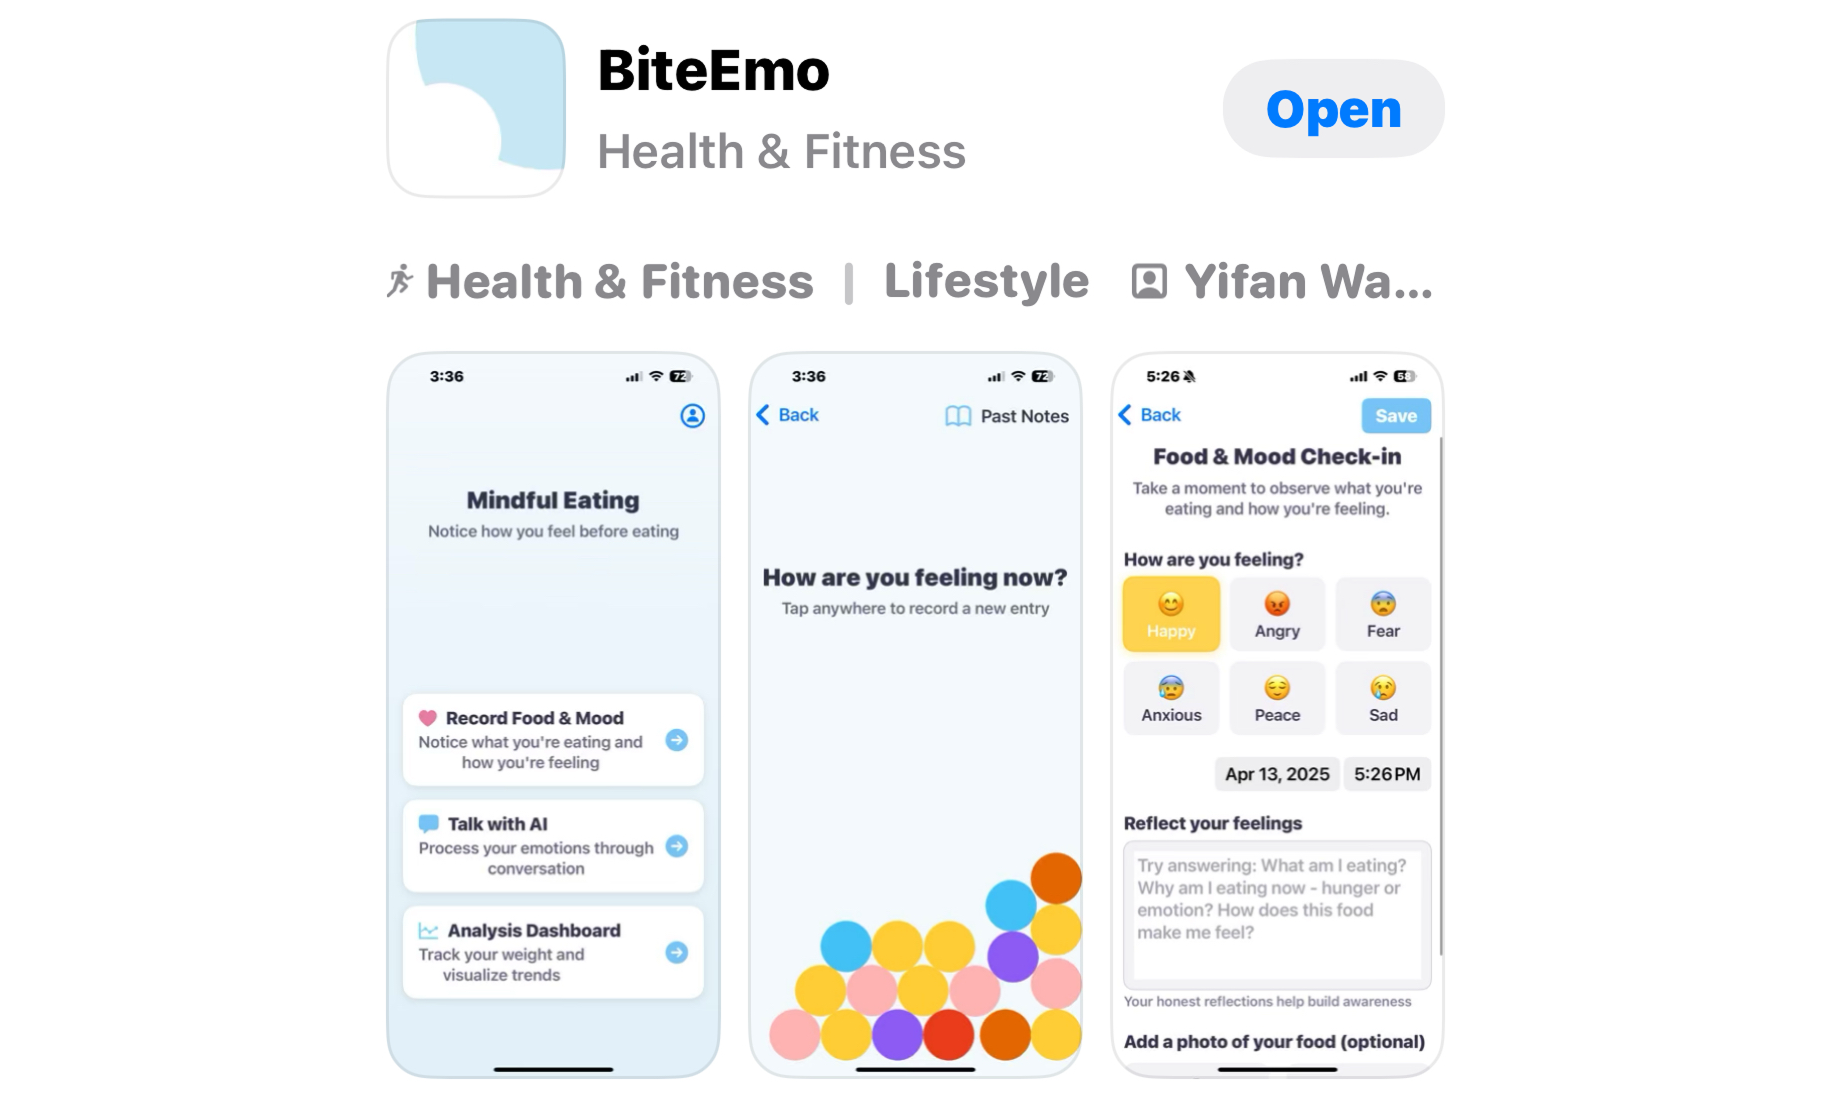 BiteEmo
Health & Fitness
Open
Health & Fitness
Lifestyle
Yifan Wa...
3:36
72
Mindful Eating
Notice how you feel before eating
Record Food & Mood
Notice what you're eating and
how you're feeling
Talk with AI
Process your emotions through
conversation
Analysis Dashboard
Track your weight and
visualize trends
3:36
72
Back
Past Notes
How are you feeling now?
Tap anywhere to record a new entry
5:26
Back
Save
Food & Mood Check-in
Take a moment to observe what you're
eating and how you're feeling.
How are you feeling?
Happy
Angry
Fear
Anxious
Peace
Sad
Apr 13, 2025
5:26 PM
Reflect your feelings
Try answering: What am I eating?
Why am I eating now - hunger or
emotion? How does this food
make me feel?
Your honest reflections help build awareness
Add a photo of your food (optional)